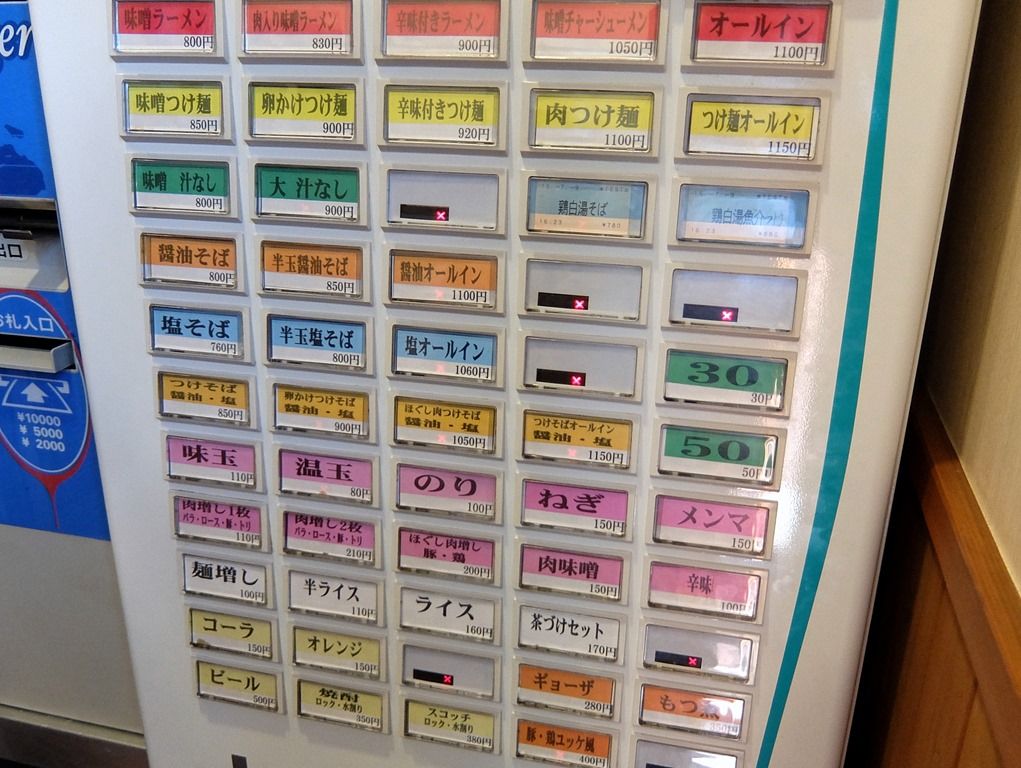 味噌ラーメン
800円
肉入り味噌ラーメン
830円
辛味付きラーメン
900円
味噌チャーシューメン
1050円
オールイン
1100円
味噌つけ麺
850円
卵かけつけ麺
900円
辛味付きつけ麺
920円
肉つけ麺
1100円
つけ麺オールイン
1150円
味噌 汁なし
800円
大 汁なし
900円
鶏白湯そば
16:23 ¥780
鶏白湯魚介つけ
16:23
醤油そば
800円
半玉醤油そば
850円
醤油オールイン
1100円
塩そば
760円
半玉塩そば
800円
塩オールイン
1060円
30
30円
つけそば
醤油・塩
850円
卵かけつけそば
醤油・塩
900円
ほぐし肉つけそば
醤油・塩
1050円
つけそばオールイン
醤油・塩
1150円
50
50円
味玉
110円
温玉
80円
のり
100円
ねぎ
150円
メンマ
150円
肉増し1枚
バラ・ロース・豚・トリ
110円
肉増し2枚
バラ・ロース・豚・トリ
210円
ほぐし肉増し
豚・鶏
200円
肉味噌
150円
辛味
100円
麺増し
100円
半ライス
110円
ライス
160円
茶づけセット
170円
コーラ
150円
オレンジ
150円
ギョーザ
280円
もつ煮
350円
ビール
500円
焼酎
ロック・水割り
350円
スコッチ
ロック・水割り
380円
豚・鶏ユッケ風
400円
出口
お札入口
¥10000
¥ 5000
¥ 2000